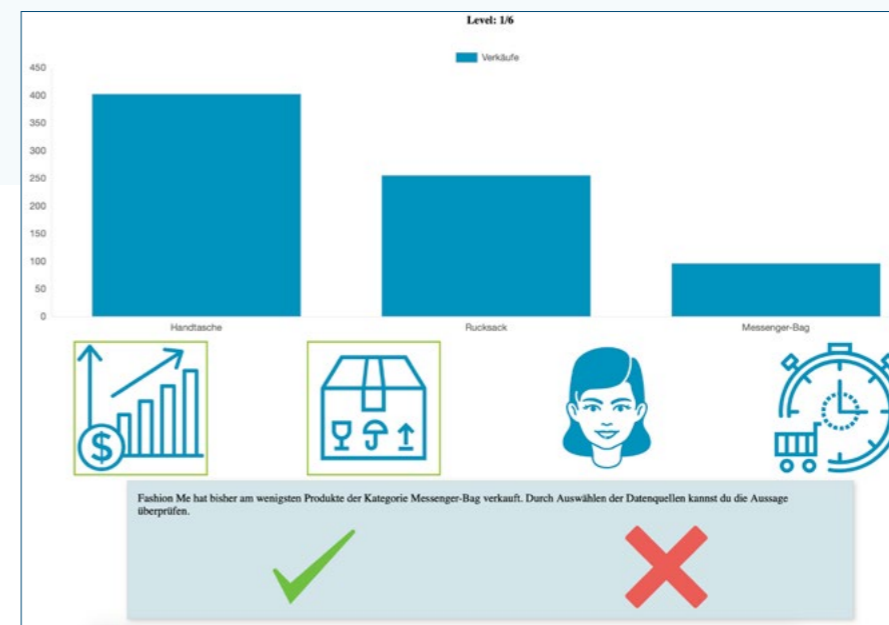 Level: 1/6
Verkäufe
450
400
350
300
250
200
150
100
50
0
Handtasche Rucksack Messenger-Bag
$
Fashion Me hat bisher am wenigsten Produkte der Kategorie Messenger-Bag verkauft. Durch Auswählen der Datenquellen kannst du die Aussage
überprüfen.